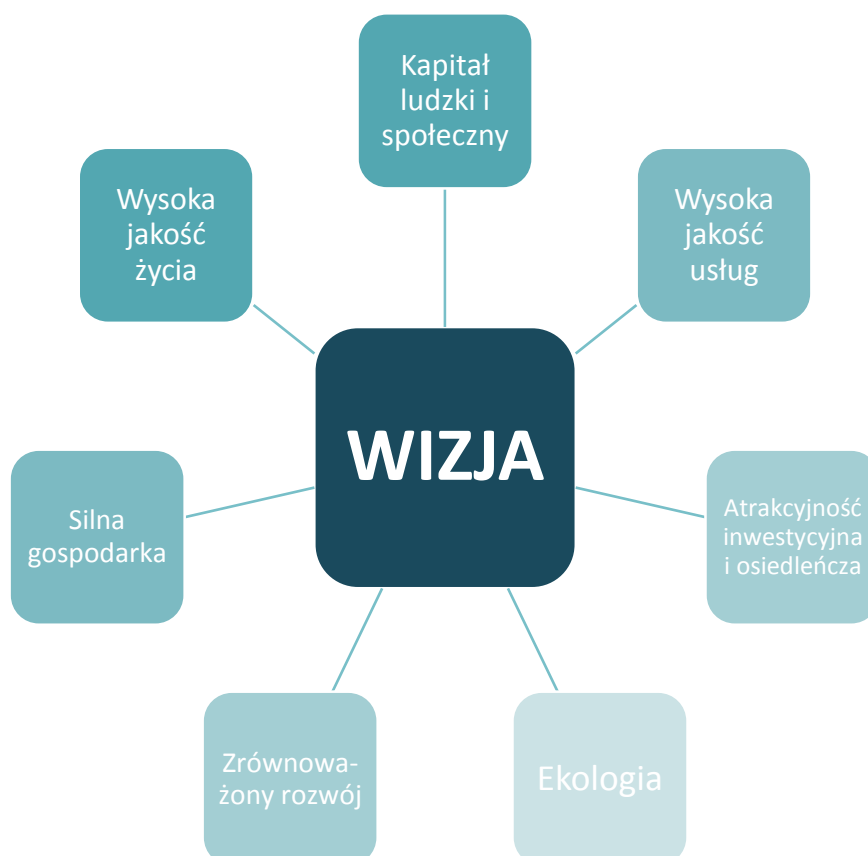 Kapitał
ludzki i
społeczny
Wysoka
jakość
życia
Wysoka
jakość
usług
WIZJA
Silna
gospodarka
Atrakcyjność
inwestycyjna
i osiedleńcza
Zrównowa-
żony rozwój
Ekologia